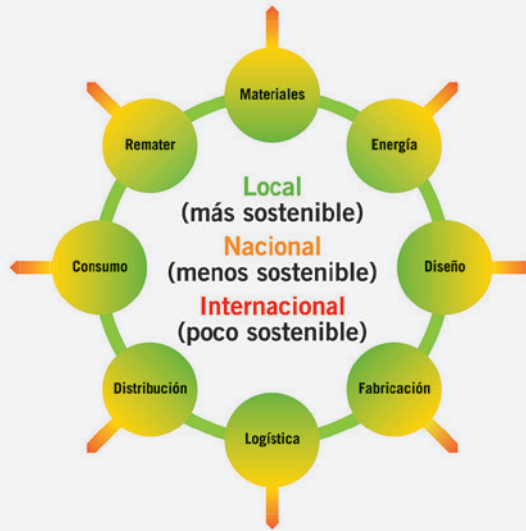 Materiales
Energía
Diseño
Fabricación
Logística
Distribución
Consumo
Remater
Local
(más sostenible)
Nacional
(menos sostenible)
Internacional
(poco sostenible)